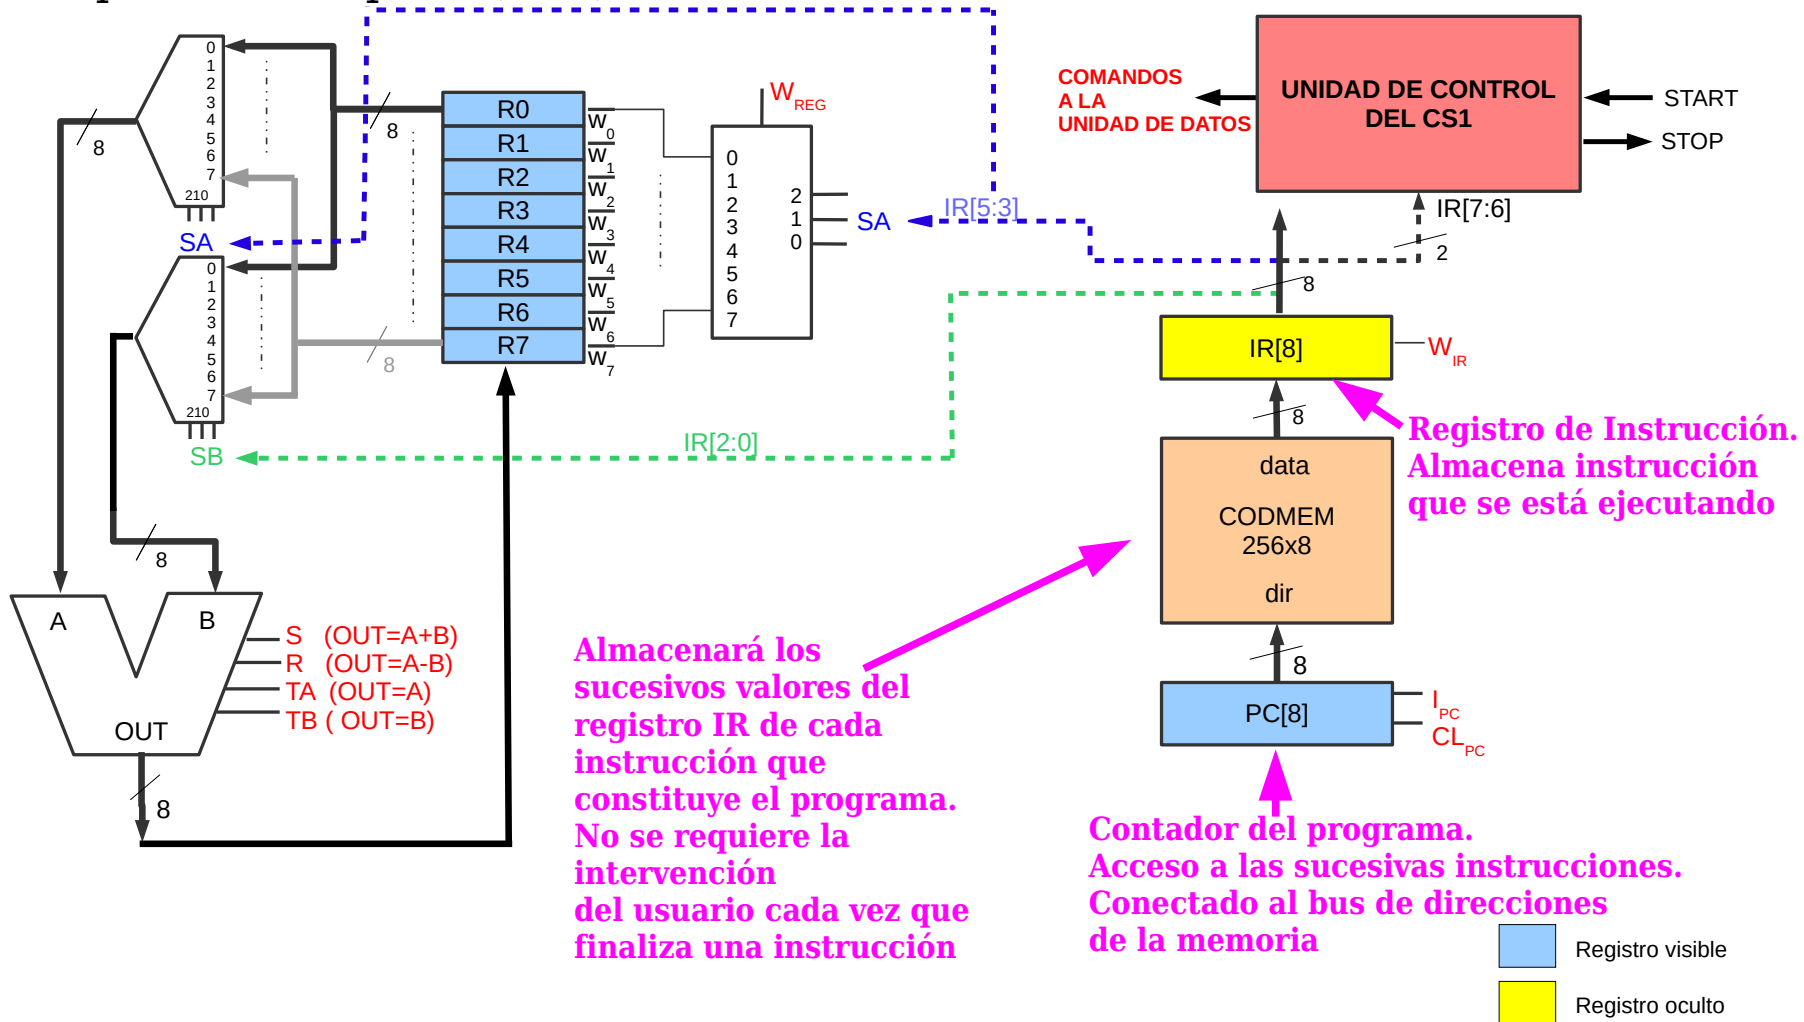 0
1
2
3
4
5
6
7
210
8
SA
0
1
2
3
4
5
6
7
210
SB
8
R0
R1
R2
R3
R4
R5
R6
R7
8
8
W0
W1
W2
W3
W4
W5
W6
W7
WREG
0
1
2
3
4
5
6
7
2
1
0
SA
IR[5:3]
IR[2:0]
COMANDOS
A LA
UNIDAD DE DATOS
UNIDAD DE CONTROL
DEL CS1
START
STOP
IR[7:6]
2
8
IR[8]
WIR
8
Registro de Instrucción.
Almacena instrucción
que se está ejecutando
data
CODMEM
256x8
dir
8
PC[8]
IPC
CLPC
A
B
OUT
S (OUT=A+B)
R (OUT=A-B)
TA (OUT=A)
TB ( OUT=B)
8
Almacenará los
sucesivos valores del
registro IR de cada
instrucción que
constituye el programa.
No se requiere la
intervención
del usuario cada vez que
finaliza una instrucción
Contador del programa.
Acceso a las sucesivas instrucciones.
Conectado al bus de direcciones
de la memoria
Registro visible
Registro oculto